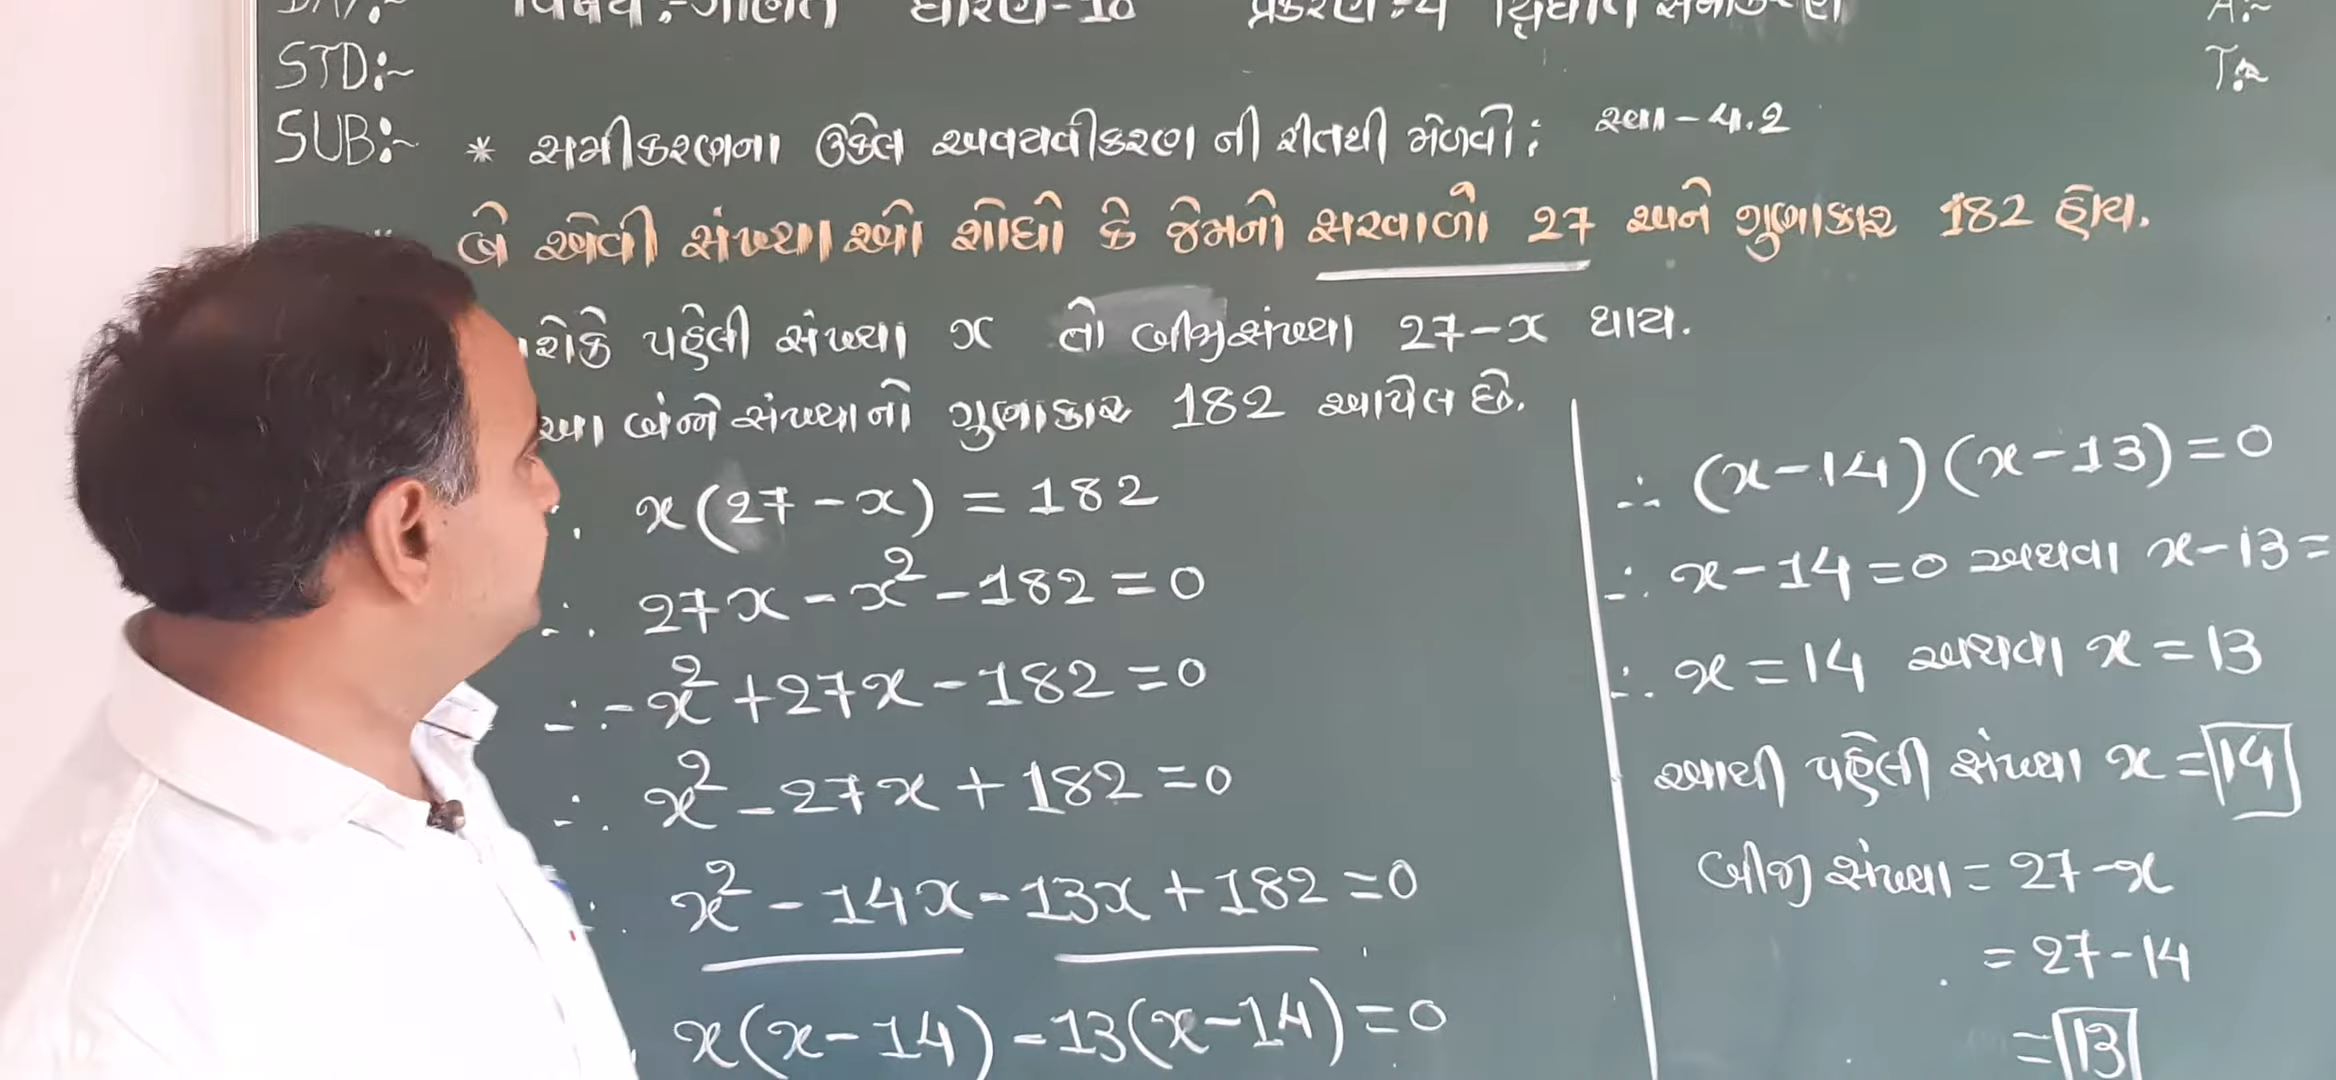 વિષય :- ગણિત ધોરણ-10 પ્રકરણ :- 4 દ્વિઘાત સમીકરણ
A:-
STD:-
T:-
SUB:-
* સમીકરણના ઉકેલ અવયવીકરણ ની રીતથી મેળવો: સ્વા-4.2
બે એવી સંખ્યાઓ શોધો કે જેમનો સરવાળો 27 અને ગુણાકાર 182 હોય.
પહેલી સંખ્યા x તો બીજી સંખ્યા 27-x થાય.
આ બંન્ને સંખ્યાનો ગુણાકાર 182 આપેલ છે.
x(27-x) = 182
∴ 27x-x²-182=0
∴ -x²+27x-182=0
∴ x²-27x+182=0
x²-14x-13x+182=0
x(x-14)-13(x-14)=0
∴ (x-14)(x-13)=0
∴ x-14=0 અથવા x-13=
∴ x=14 અથવા x=13
આથી પહેલી સંખ્યા x=14
બીજી સંખ્યા=27-x
=27-14
=13